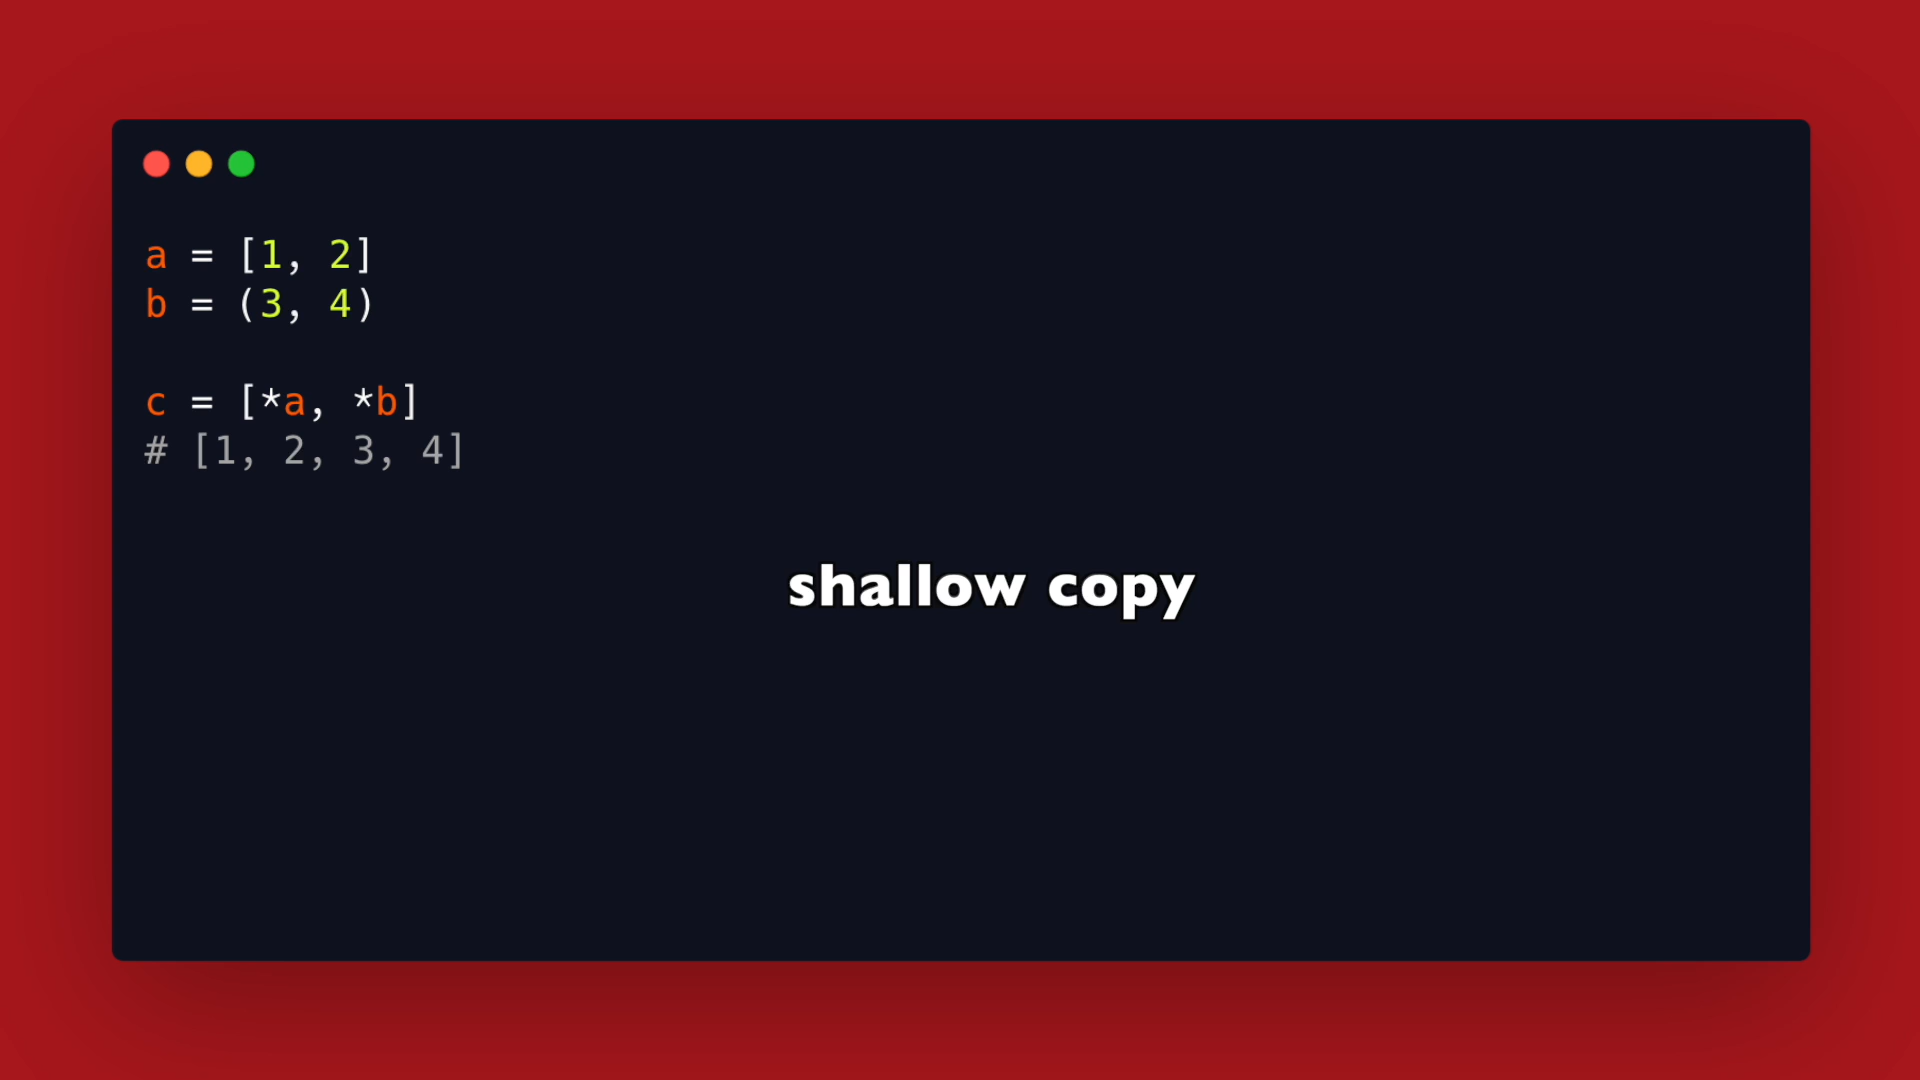 a = [1, 2]
b = (3, 4)
c = [*a, *b]
# [1, 2, 3, 4]
shallow copy